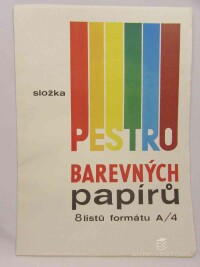 složka
PESTRO
BAREVNÝCH
papírů
8 listů formátu A/4